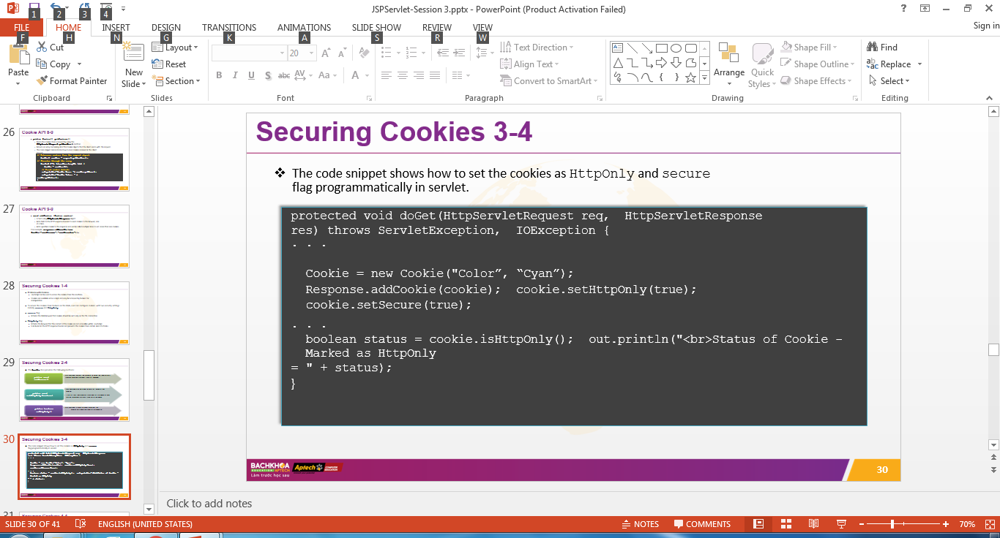 JSPServlet-Session 3.pptx - PowerPoint (Product Activation Failed)
1 2 3 4
FILE HOME INSERT DESIGN TRANSITIONS ANIMATIONS SLIDE SHOW REVIEW VIEW Sign in
F H N G K A S R W
Paste
Cut
Copy
Format Painter
Clipboard
New Slide
Layout
Reset
Section
Slides
20
Font
Text Direction
Align Text
Convert to SmartArt
Paragraph
Arrange
Quick Styles
Shape Fill
Shape Outline
Shape Effects
Drawing
Find
Replace
Select
Editing
26
Cookie API 8-9
27
Cookie API 9-9
28
Securing Cookies 1-4
29
Securing Cookies 2-4
30
Securing Cookies 3-4
31
Securing Cookies 3-4
❖ The code snippet shows how to set the cookies as HttpOnly and secure
flag programmatically in servlet.
protected void doGet(HttpServletRequest req, HttpServletResponse
res) throws ServletException, IOException {
. . .
Cookie = new Cookie("Color”, “Cyan”);
Response.addCookie(cookie); cookie.setHttpOnly(true);
cookie.setSecure(true);
. . .
boolean status = cookie.isHttpOnly(); out.println("<br>Status of Cookie –
Marked as HttpOnly
= " + status);
}
BACHKHOA
Aptech
Làm trước học sau
30
Click to add notes
SLIDE 30 OF 41 ENGLISH (UNITED STATES) NOTES COMMENTS 70%